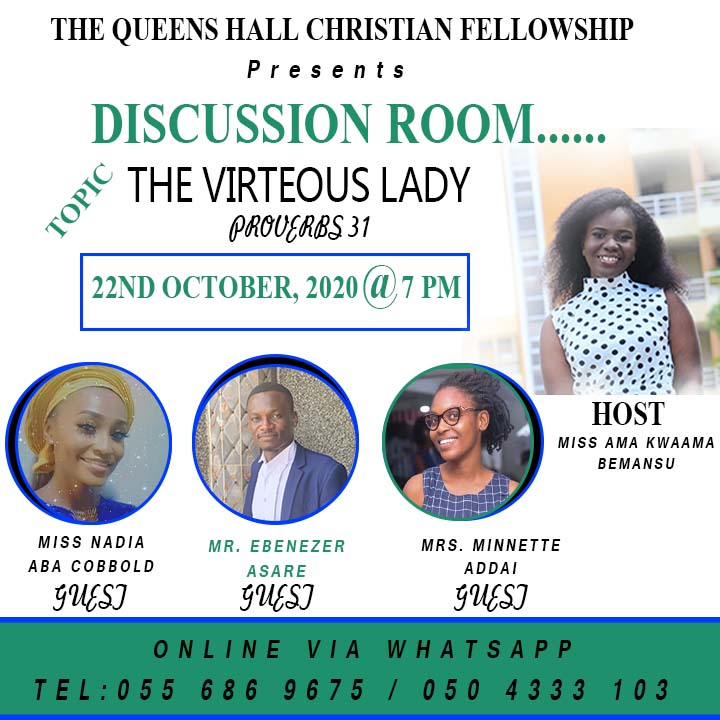 THE QUEENS HALL CHRISTIAN FELLOWSHIP
Presents
DISCUSSION ROOM......
TOPIC
THE VIRTEOUS LADY
PROVERBS 31
22ND OCTOBER, 2020 @ 7 PM
HOST
MISS AMA KWAAMA
BEMANSU
MISS NADIA
ABA COBBOLD
GUEST
MR. EBENEZER
ASARE
GUEST
MRS. MINNETTE
ADDAI
GUEST
ONLINE VIA WHATSAPP
TEL:055 686 9675 / 050 4333 103